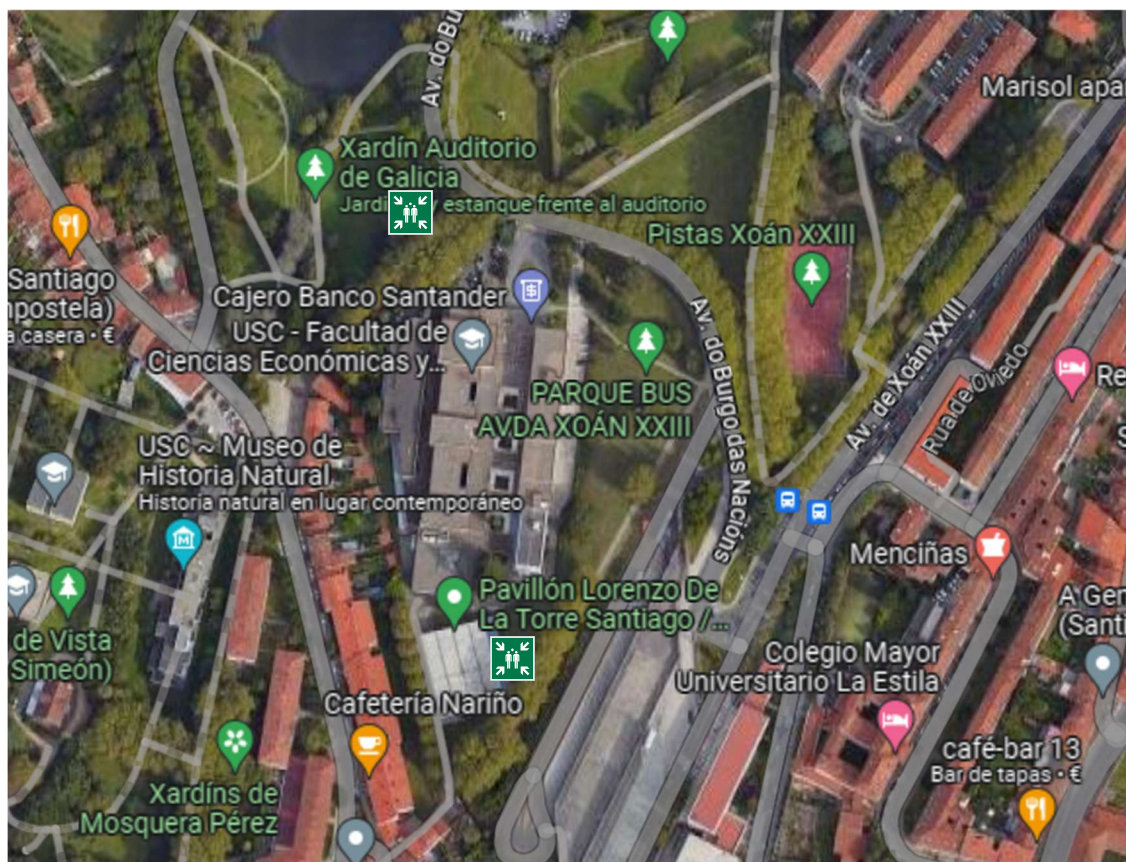 Av. do Bu
Marisol apa
Xardín Auditorio
de Galicia
estanque frente al auditorio
Pistas Xoán XXIII
Santiago
mpostela)
a casera • €
Cajero Banco Santander
USC - Facultad de
Ciencias Económicas y...
PARQUE BUS
AVDA XOÁN XXIII
Av. do Burgo das Nacións
Av. de Xoán XXIII
Rúa de Oviedo
Re
S
USC ~ Museo de
Historia Natural
Historia natural en lugar contemporáneo
M
Menciñas
Pavillón Lorenzo De
La Torre Santiago /...
A Gen
(Santi
de Vista
Simeón)
Colegio Mayor
Universitario La Estila
Cafetería Nariño
café-bar 13
Bar de tapas • €
Xardíns de
Mosquera Pérez